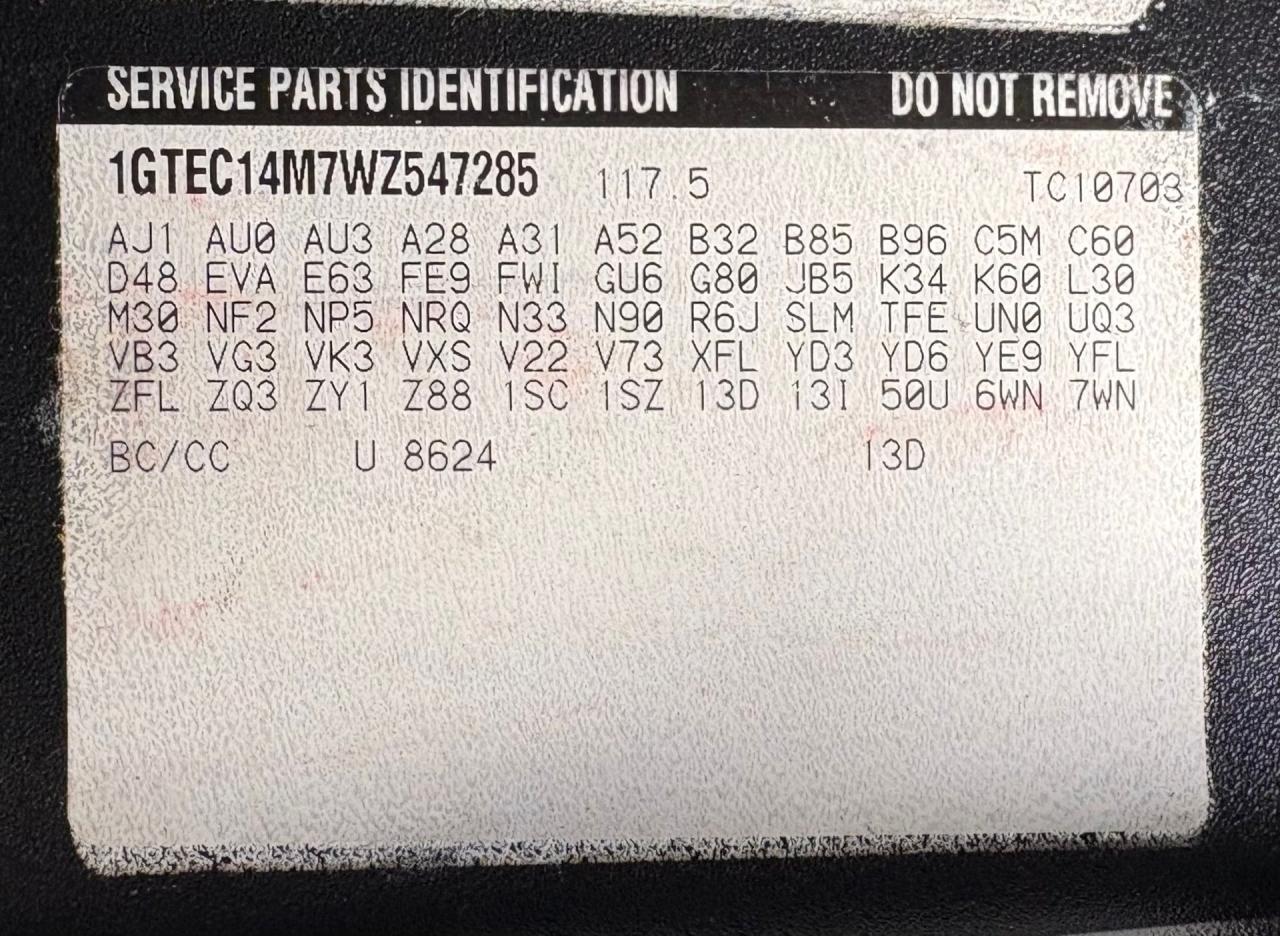 SERVICE PARTS IDENTIFICATION DO NOT REMOVE
1GTEC14M7WZ547285 117.5 TC10703
AJ1 AU0 AU3 A28 A31 A52 B32 B85 B96 C5M C60
D48 EVA E63 FE9 FWI GU6 G80 JB5 K34 K60 L30
M30 NF2 NP5 NRQ N33 N90 R6J SLM TFE UN0 UQ3
VB3 VG3 VK3 VXS V22 V73 XFL YD3 YD6 YE9 YFL
ZFL ZQ3 ZY1 Z88 1SC 1SZ 13D 13I 50U 6WN 7WN
BC/CC U 8624 13D